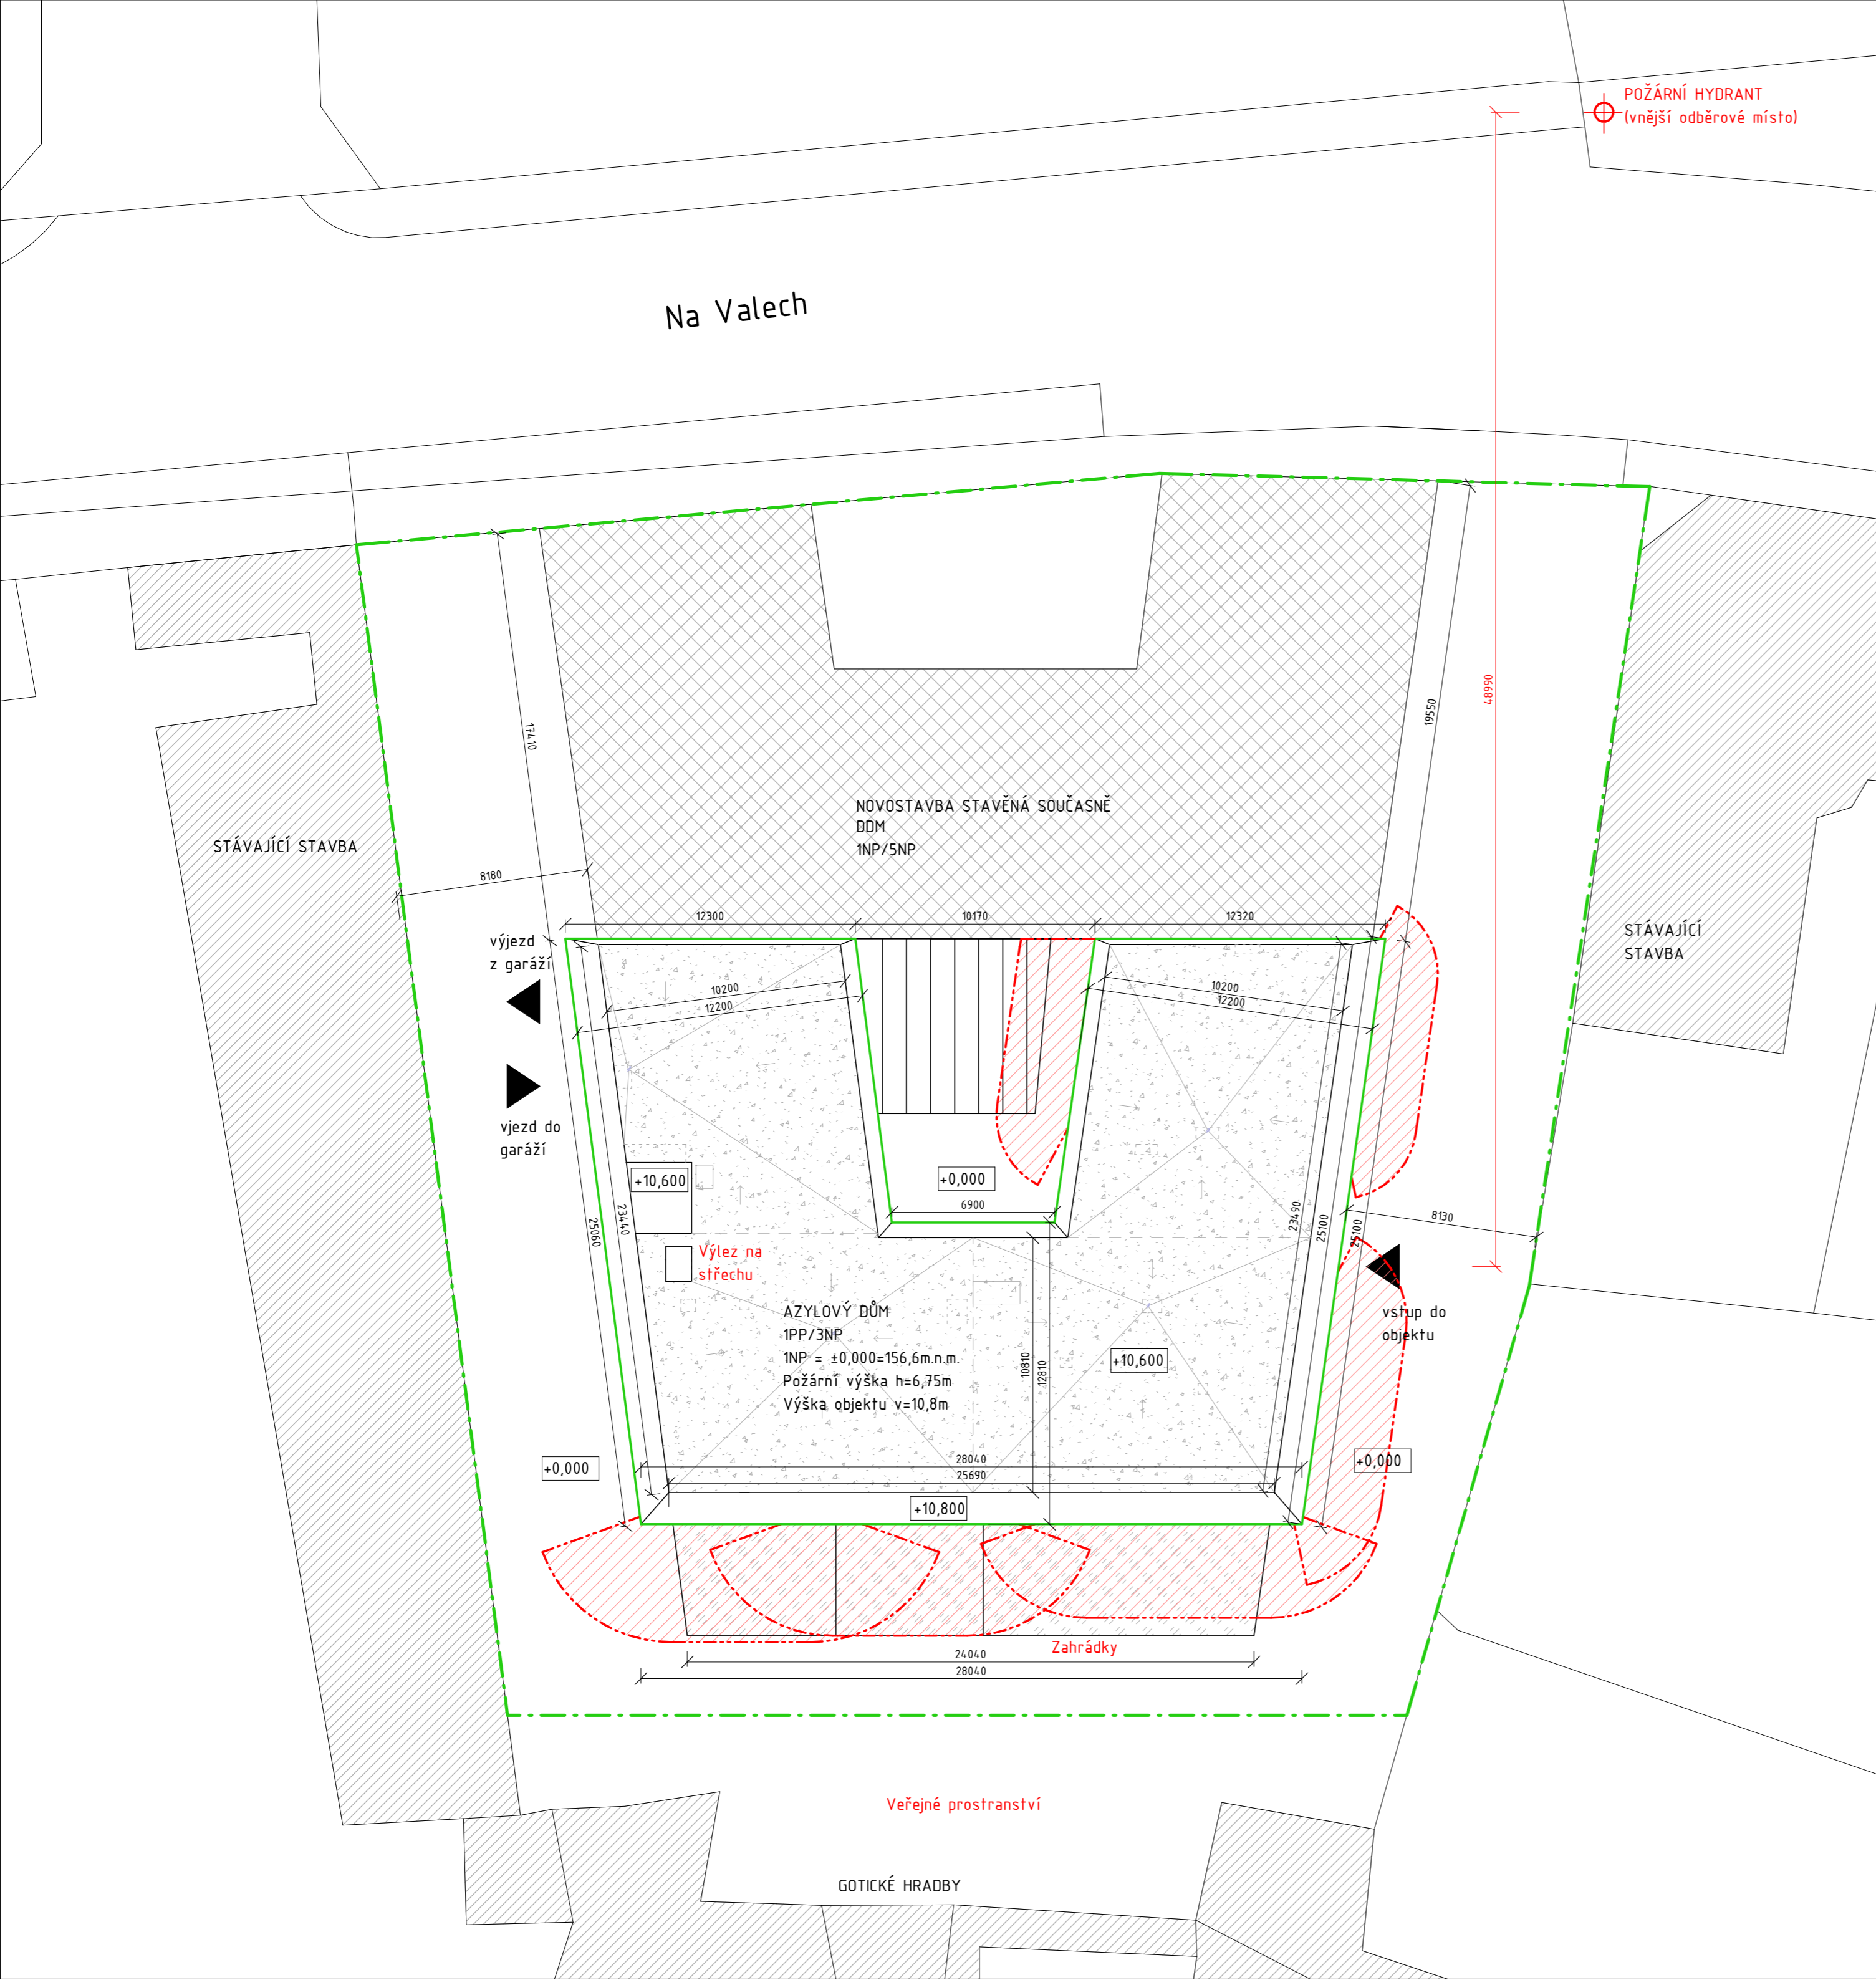 POŽÁRNÍ HYDRANT
(vnější odběrové místo)
Na Valech
48990
17410
19550
NOVOSTAVBA STAVĚNÁ SOUČASNĚ
DDM
1NP/5NP
STÁVAJÍCÍ STAVBA
8180
12300
10170
12320
STÁVAJÍCÍ
STAVBA
výjezd
z garáží
10200
12200
10200
12200
vjezd do
garáží
+10,600
+0,000
6900
25060
23440
23490
25100
25100
8130
Výlez na
střechu
vstup do
objektu
AZYLOVÝ DŮM
1PP/3NP
1NP = ±0,000=156,6m.n.m.
Požární výška h=6,75m
Výška objektu v=10,8m
10810
12810
+10,600
+0,000
28040
25690
+0,000
+10,800
Zahrádky
24040
28040
Veřejné prostranství
GOTICKÉ HRADBY